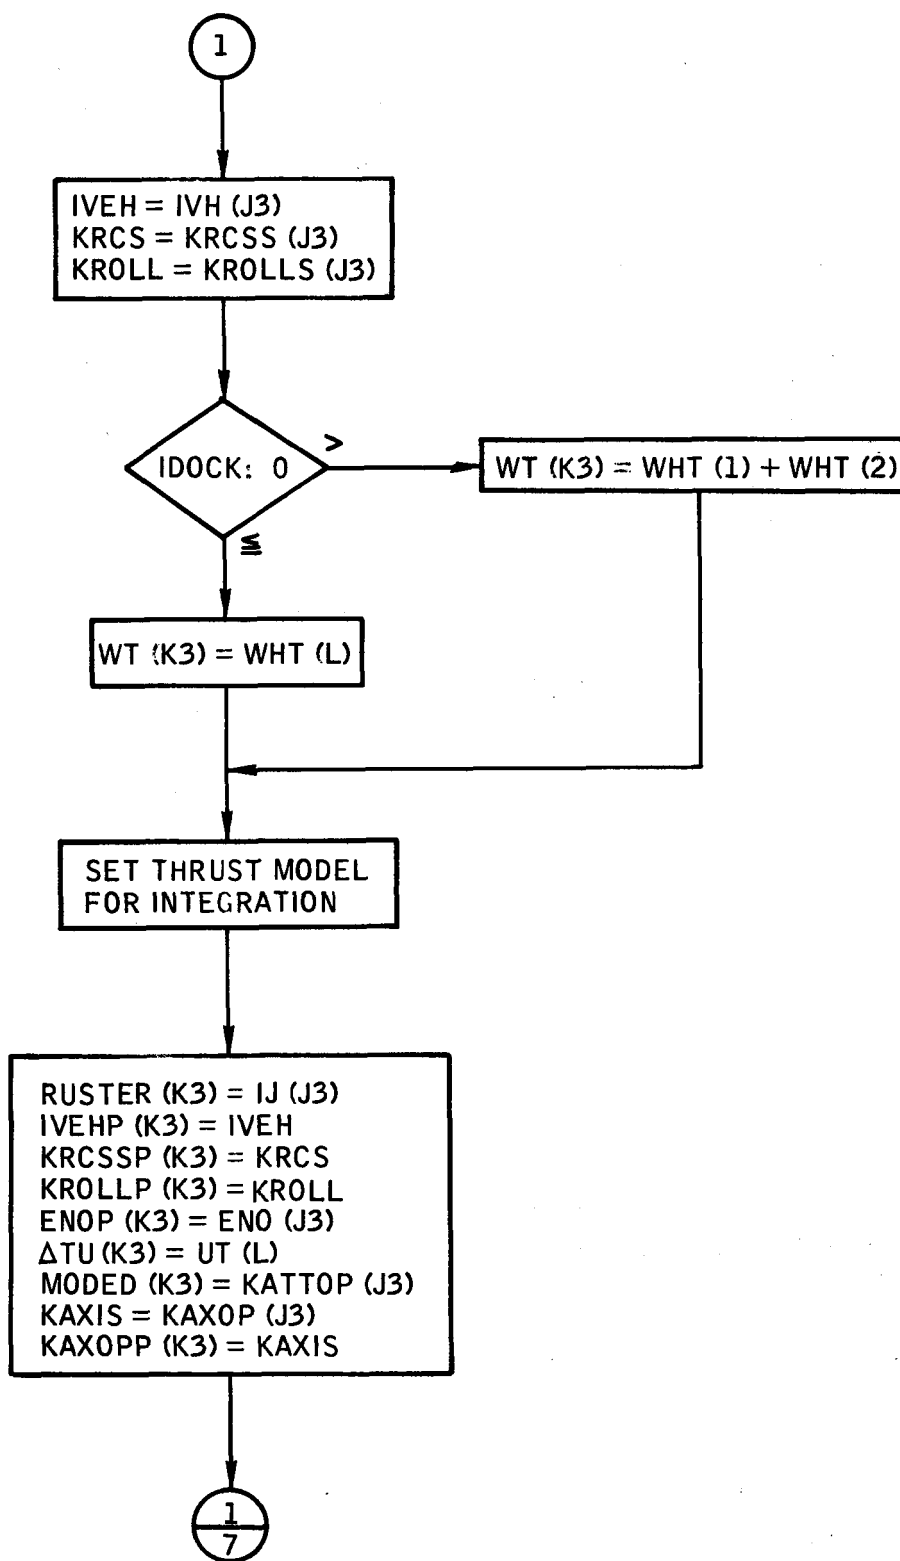 1
IVEH = IVH (J3)
KRCS = KRCSS (J3)
KROLL = KROLLS (J3)
IDOCK: 0
>
WT (K3) = WHT (1) + WHT (2)
≦
WT (K3) = WHT (L)
SET THRUST MODEL
FOR INTEGRATION
RUSTER (K3) = IJ (J3)
IVEHP (K3) = IVEH
KRCSSP (K3) = KRCS
KROLLP (K3) = KROLL
ENOP (K3) = ENO (J3)
ΔTU (K3) = UT (L)
MODED (K3) = KATTOP (J3)
KAXIS = KAXOP (J3)
KAXOPP (K3) = KAXIS
1
7